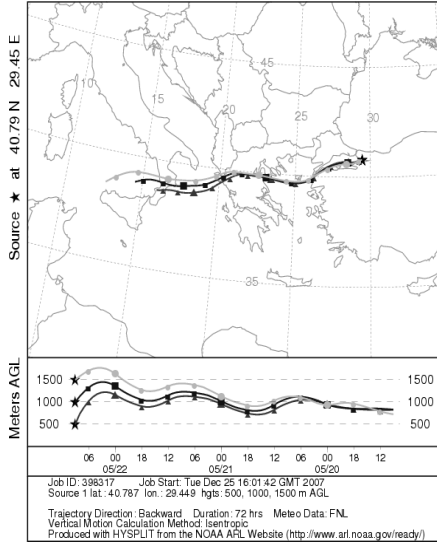 Source ★ at 40.79 N 29.45 E
45
10
15
20
25
30
35
Meters AGL
1500
1000
500
1500
1000
500
06 00 18 12 06 00 18 12 06 00 18 12
05/22 05/21 05/20
Job ID: 398317 Job Start: Tue Dec 25 16:01:42 GMT 2007
Source 1 lat.: 40.787 lon.: 29.449 hgts: 500, 1000, 1500 m AGL
Trajectory Direction: Backward Duration: 72 hrs Meteo Data: FNL
Vertical Motion Calculation Method: Isentropic
Produced with HYSPLIT from the NOAA ARL Website (http://www.arl.noaa.gov/ready/)